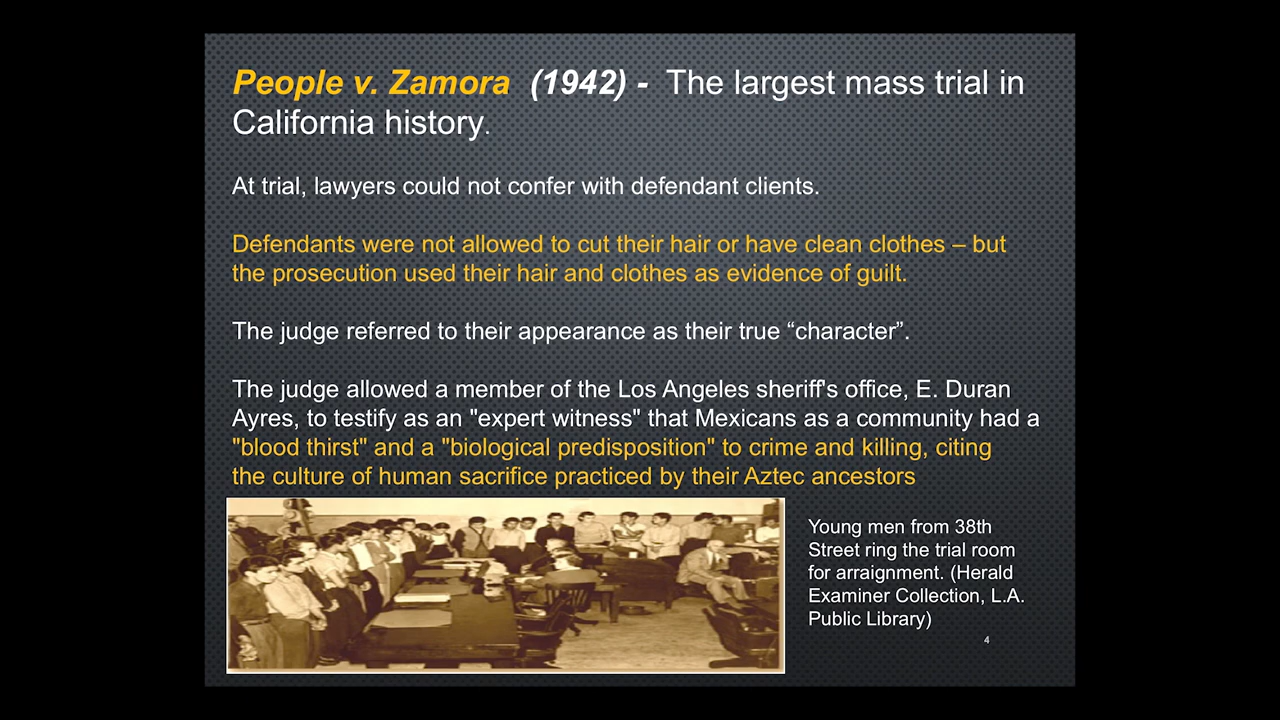 People v. Zamora (1942) - The largest mass trial in
California history.
At trial, lawyers could not confer with defendant clients.
Defendants were not allowed to cut their hair or have clean clothes – but
the prosecution used their hair and clothes as evidence of guilt.
The judge referred to their appearance as their true “character”.
The judge allowed a member of the Los Angeles sheriff's office, E. Duran
Ayres, to testify as an "expert witness" that Mexicans as a community had a
"blood thirst" and a "biological predisposition" to crime and killing, citing
the culture of human sacrifice practiced by their Aztec ancestors
Young men from 38th
Street ring the trial room
for arraignment. (Herald
Examiner Collection, L.A.
Public Library)
4